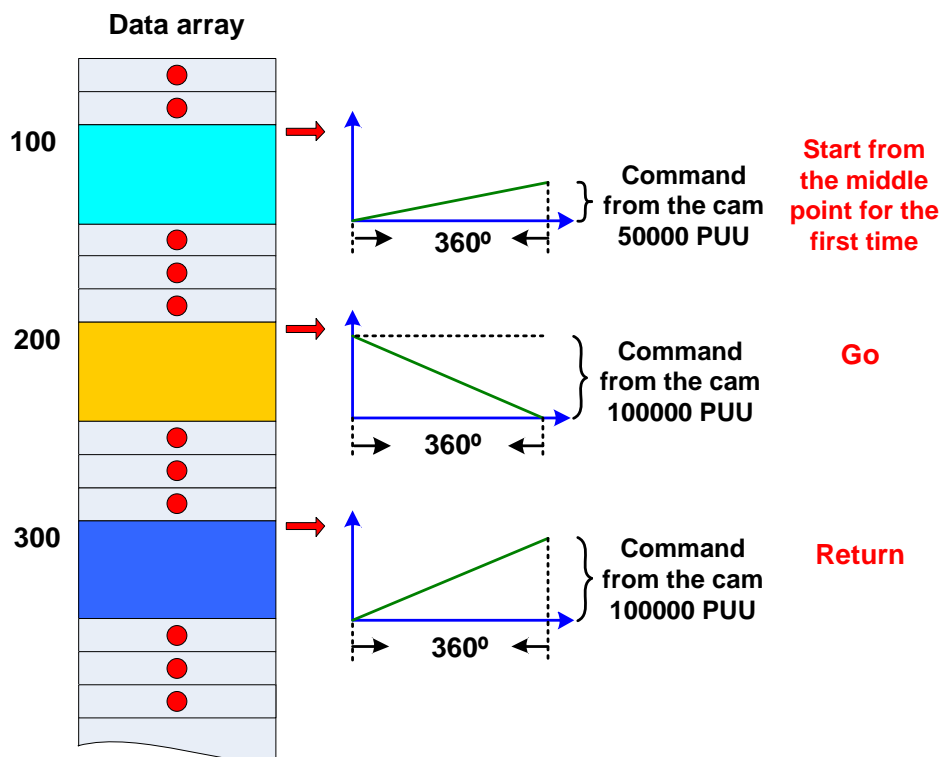 Data array
100
Command
from the cam
50000 PUU
360º
Start from
the middle
point for the
first time
200
Command
from the cam
100000 PUU
360º
Go
300
Command
from the cam
100000 PUU
360º
Return